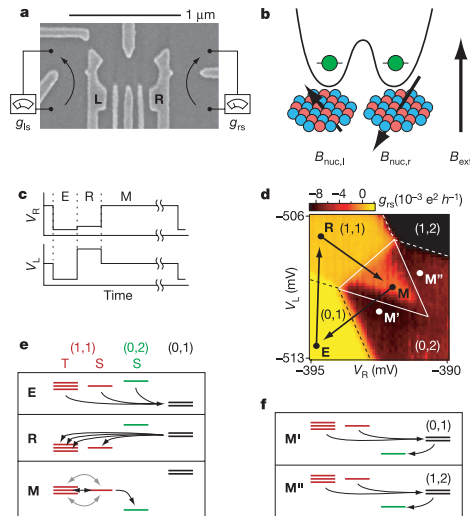 a
1 μm
L
R
g_ls
g_rs
b
B_nuc,l
B_nuc,r
B_ext
c
E R M
V_R
V_L
Time
d
-8 -4 0 g_rs(10⁻³ e² h⁻¹)
-506
R (1,1)
(1,2)
V_L (mV)
M
M"
(0,1)
M'
(0,2)
E
-513
-395
V_R (mV)
-391
e
(1,1) (0,2) (0,1)
T S S
E
R
M
f
M'
(0,1)
M"
(1,2)